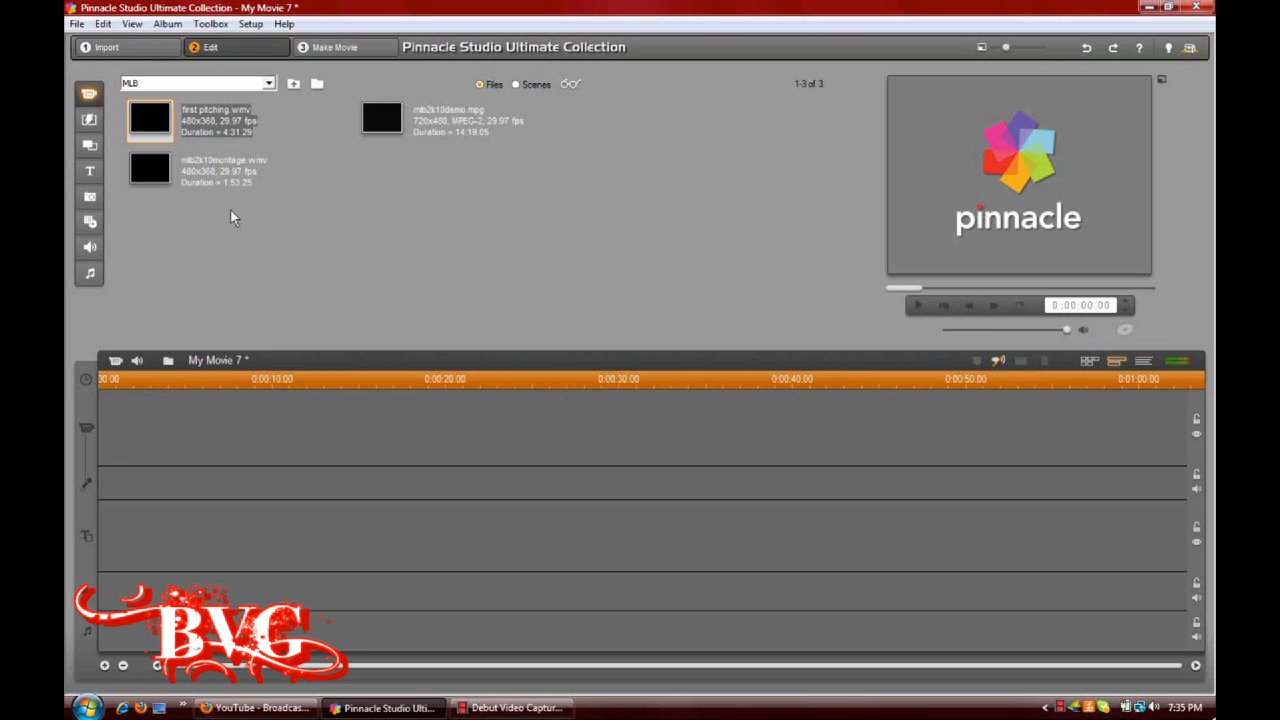 Pinnacle Studio Ultimate Collection - My Movie 7 *
File Edit View Album Toolbox Setup Help
1 Import 2 Edit 3 Make Movie Pinnacle Studio Ultimate Collection ?
MLB Files Scenes 1-3 of 3
first pitching.wmv
480x360, 29.97 fps
Duration = 4:31.29
mlb2k10demo.mpg
720x480, MPEG-2, 29.97 fps
Duration = 14:19.05
mlb2k10montage.wmv
480x360, 29.97 fps
Duration = 1:53.25
pinnacle
0:00:00.00
My Movie 7 *
00.00 0:00:10.00 0:00:20.00 0:00:30.00 0:00:40.00 0:00:50.00 0:01:00.00
BVG
YouTube - Broadcas... Pinnacle Studio Ulti... Debut Video Captur... 7:35 PM